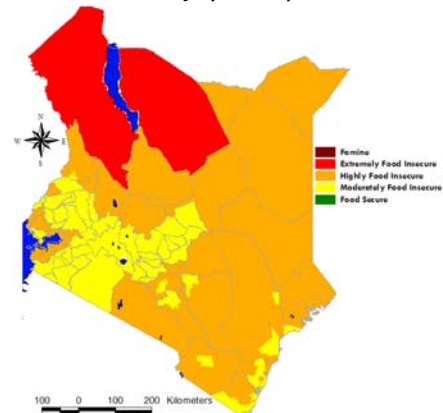 N
W E
S
Famine
Extremely Food Insecure
Highly Food Insecure
Moderately Food Insecure
Food Secure
100 0 100 200 Kilometers